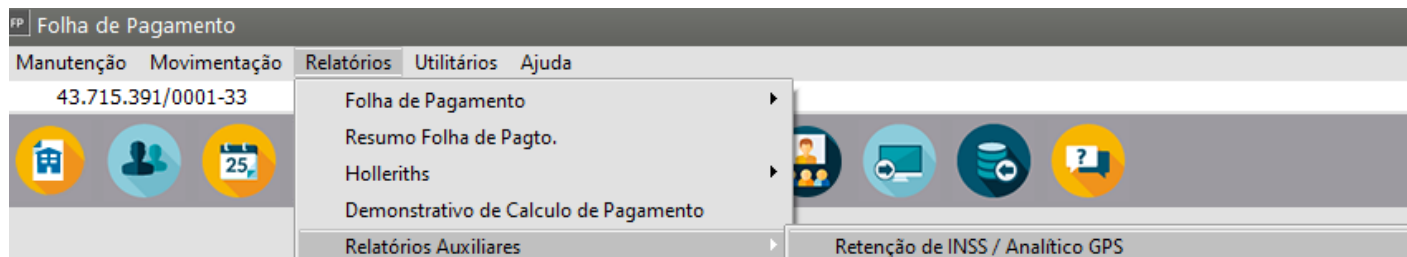 FP Folha de Pagamento
Manutenção Movimentação Relatórios Utilitários Ajuda
43.715.391/0001-33
Folha de Pagamento
Resumo Folha de Pagto.
25
?
Holleriths
Demonstrativo de Calculo de Pagamento
Relatórios Auxiliares
Retenção de INSS / Analítico GPS